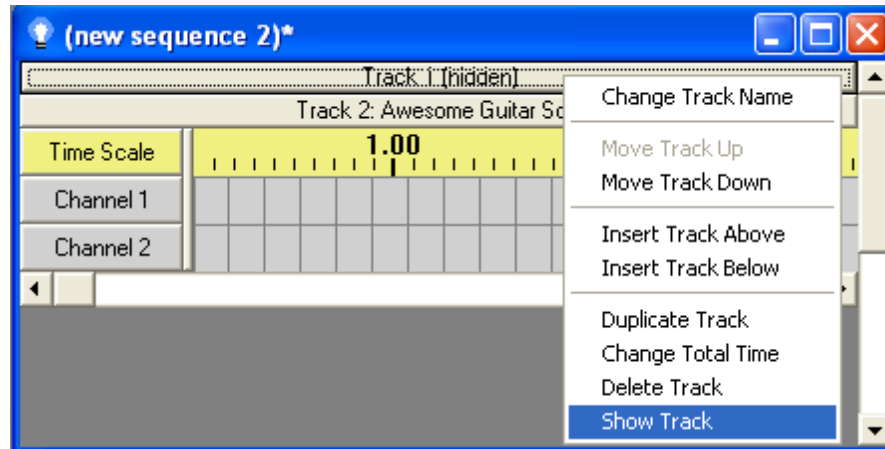 (new sequence 2)*
Track 1 (hidden)
Track 2: Awesome Guitar
Time Scale
1.00
Channel 1
Channel 2
Change Track Name
Move Track Up
Move Track Down
Insert Track Above
Insert Track Below
Duplicate Track
Change Total Time
Delete Track
Show Track